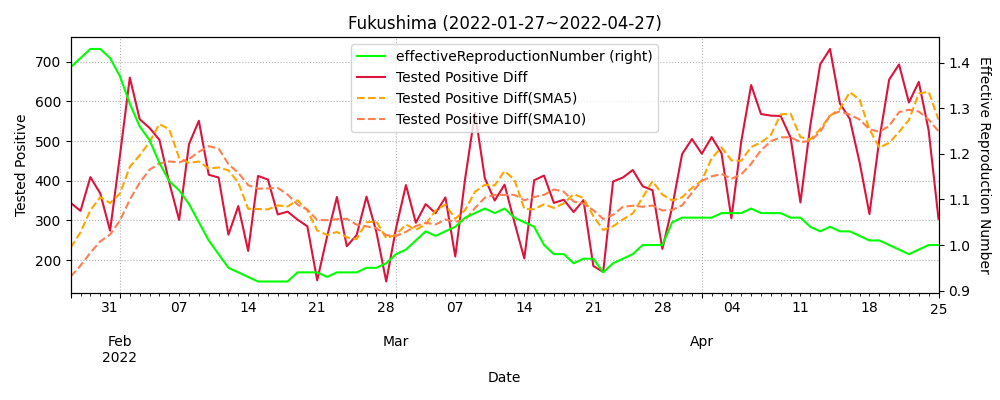 Fukushima (2022-01-27~2022-04-27)
effectiveReproductionNumber (right)
Tested Positive Diff
Tested Positive Diff(SMA5)
Tested Positive Diff(SMA10)
Tested Positive
700
600
500
400
300
200
1.4
1.3
1.2
1.1
1.0
0.9
Effective Reproduction Number
31 07 14 21 28 07 14 21 28 04 11 18 25
Feb Mar Apr
2022
Date